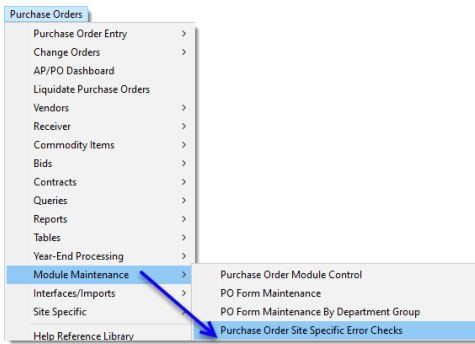 Purchase Orders
Purchase Order Entry
Change Orders
AP/PO Dashboard
Liquidate Purchase Orders
Vendors
Receiver
Commodity Items
Bids
Contracts
Queries
Reports
Tables
Year-End Processing
Module Maintenance
Interfaces/Imports
Site Specific
Help Reference Library
Purchase Order Module Control
PO Form Maintenance
PO Form Maintenance By Department Group
Purchase Order Site Specific Error Checks